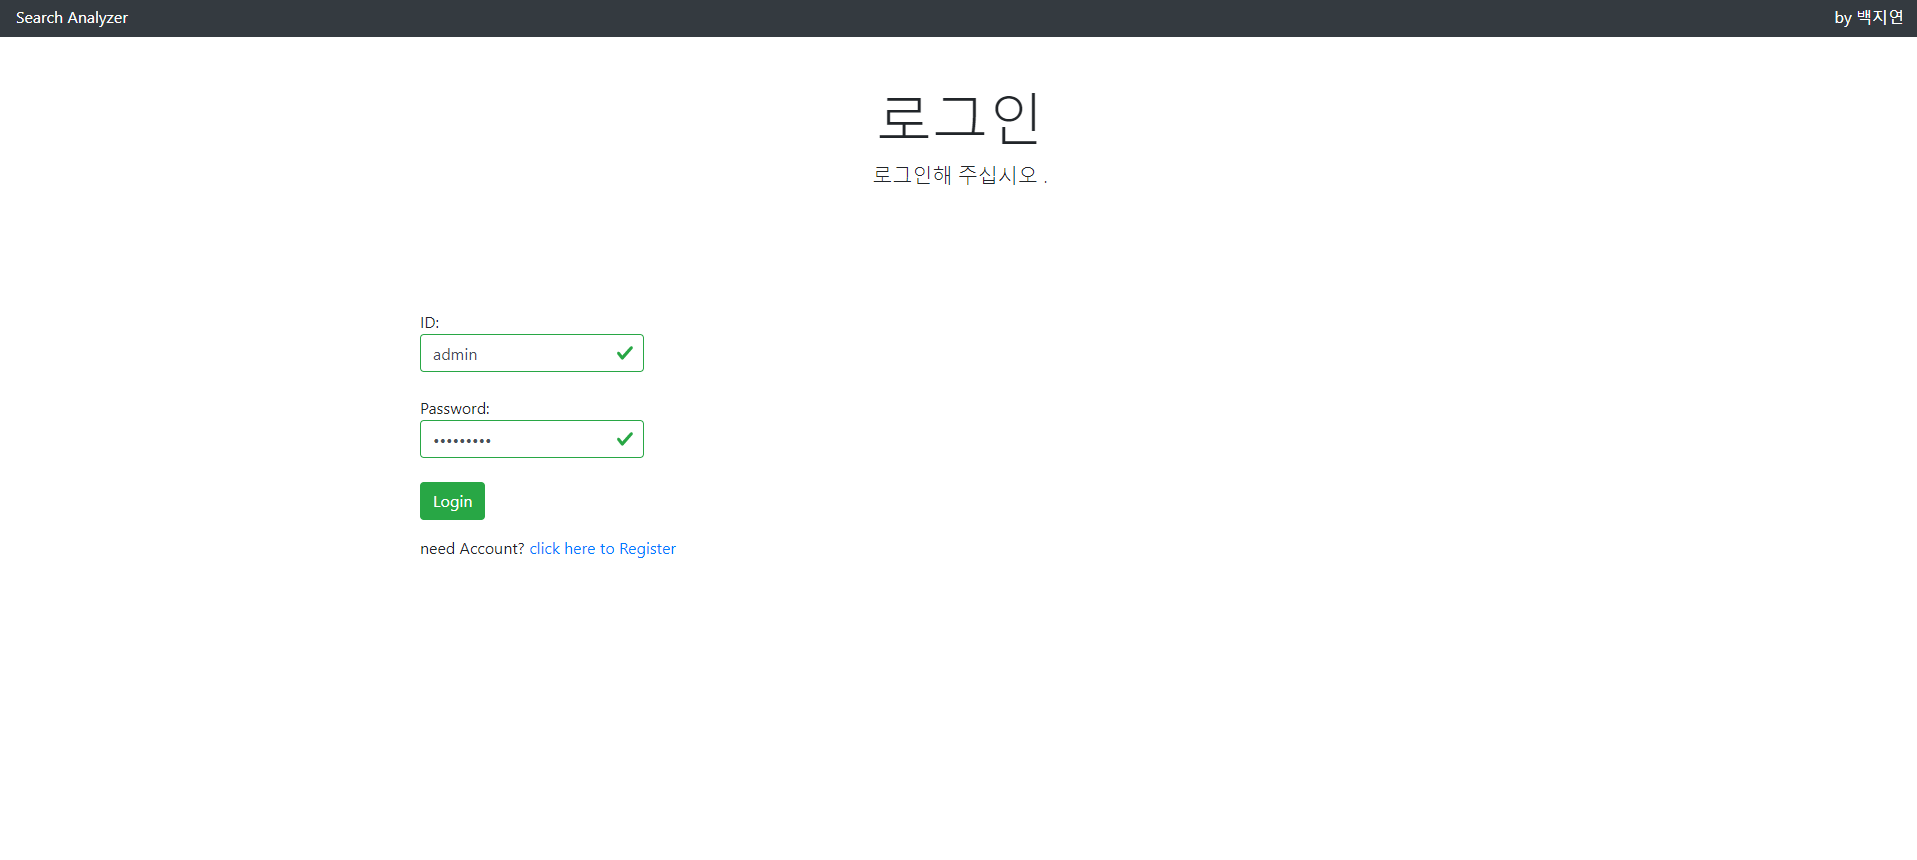 Search Analyzer
by 백지연
로그인
로그인해 주십시오 .
ID:
admin
Password:
•••••••••
Login
need Account? click here to Register